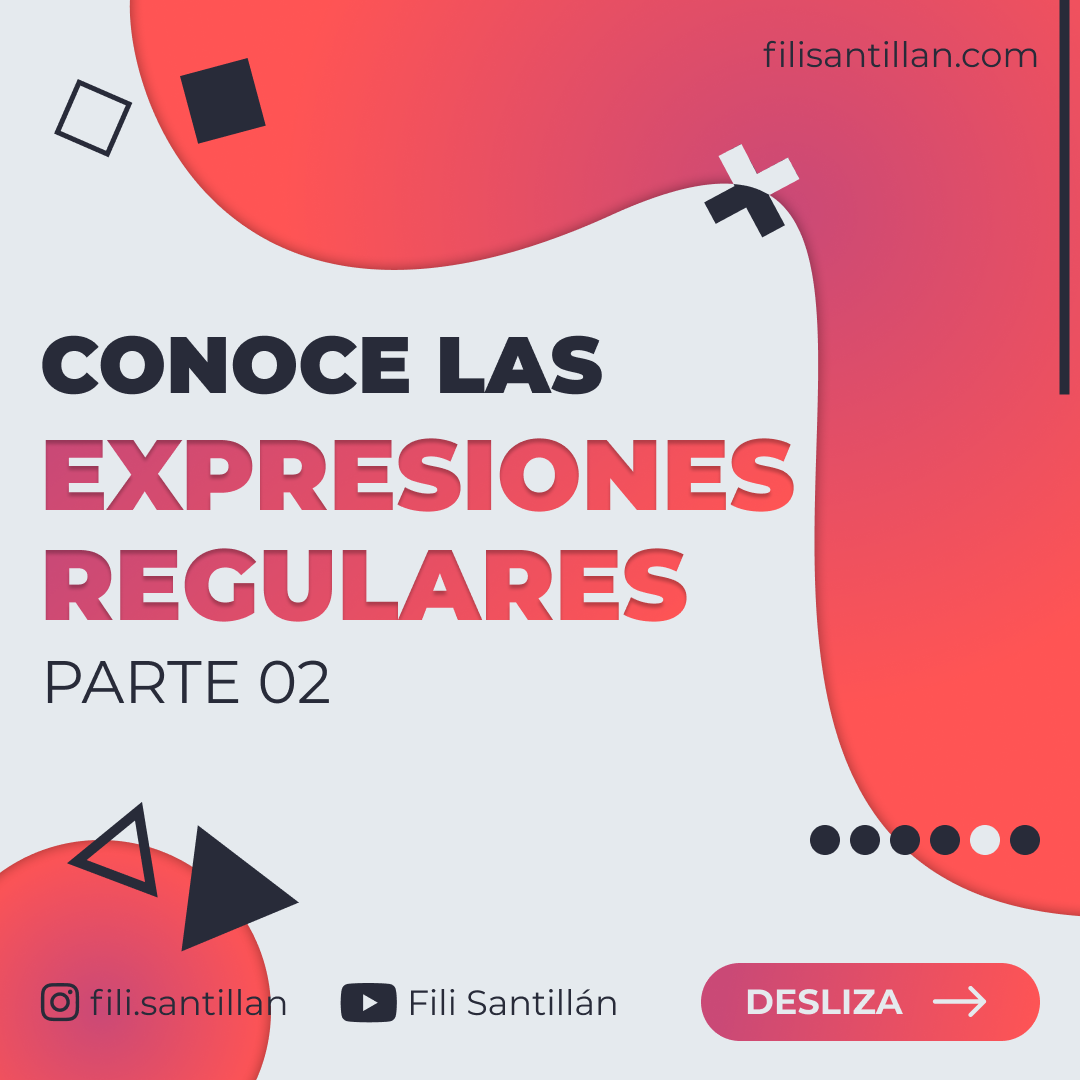 filisantillan.com
CONOCE LAS
EXPRESIONES
REGULARES
PARTE 02
fili.santillan
Fili Santillán
DESLIZA